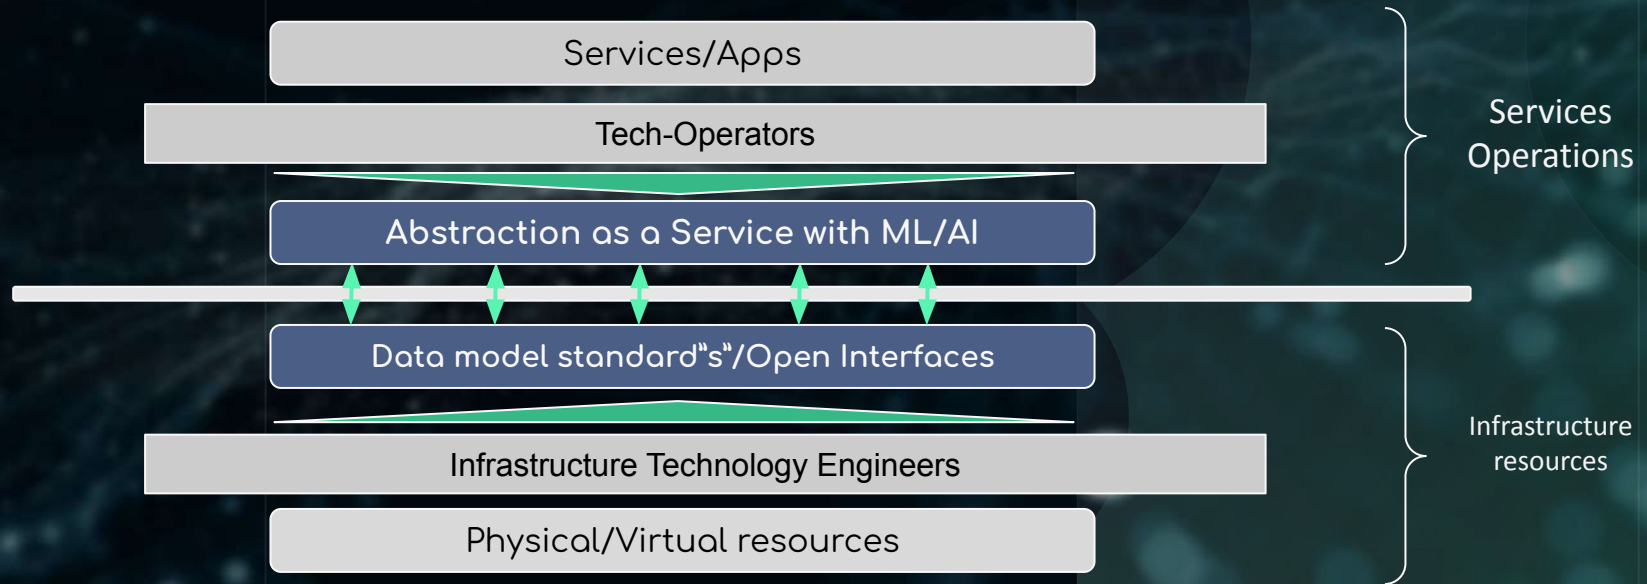 Services/Apps
Tech-Operators
Services
Operations
Abstraction as a Service with ML/AI
Data model standard”s”/Open Interfaces
Infrastructure Technology Engineers
Infrastructure
resources
Physical/Virtual resources